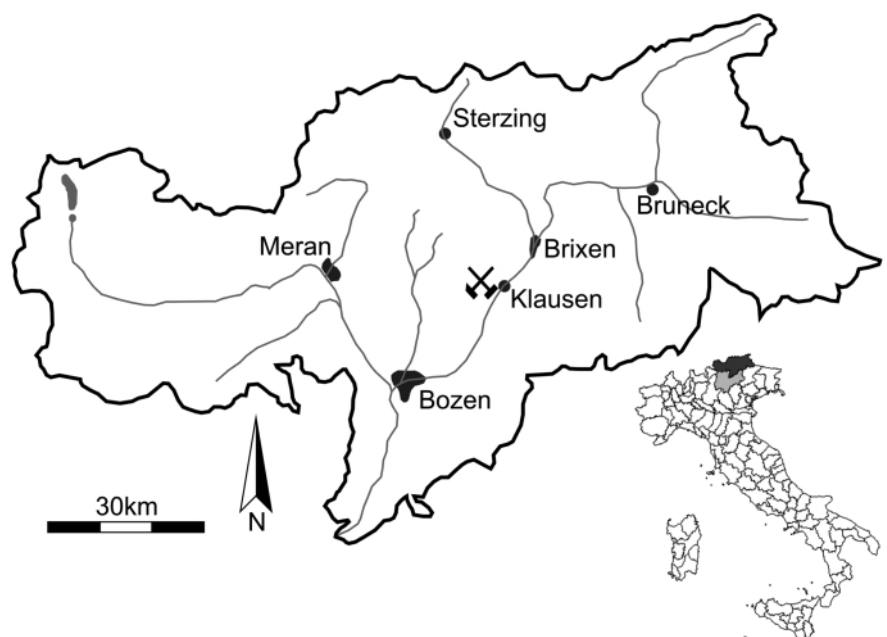 Sterzing
Bruneck
Meran
Brixen
Klausen
Bozen
30km
N